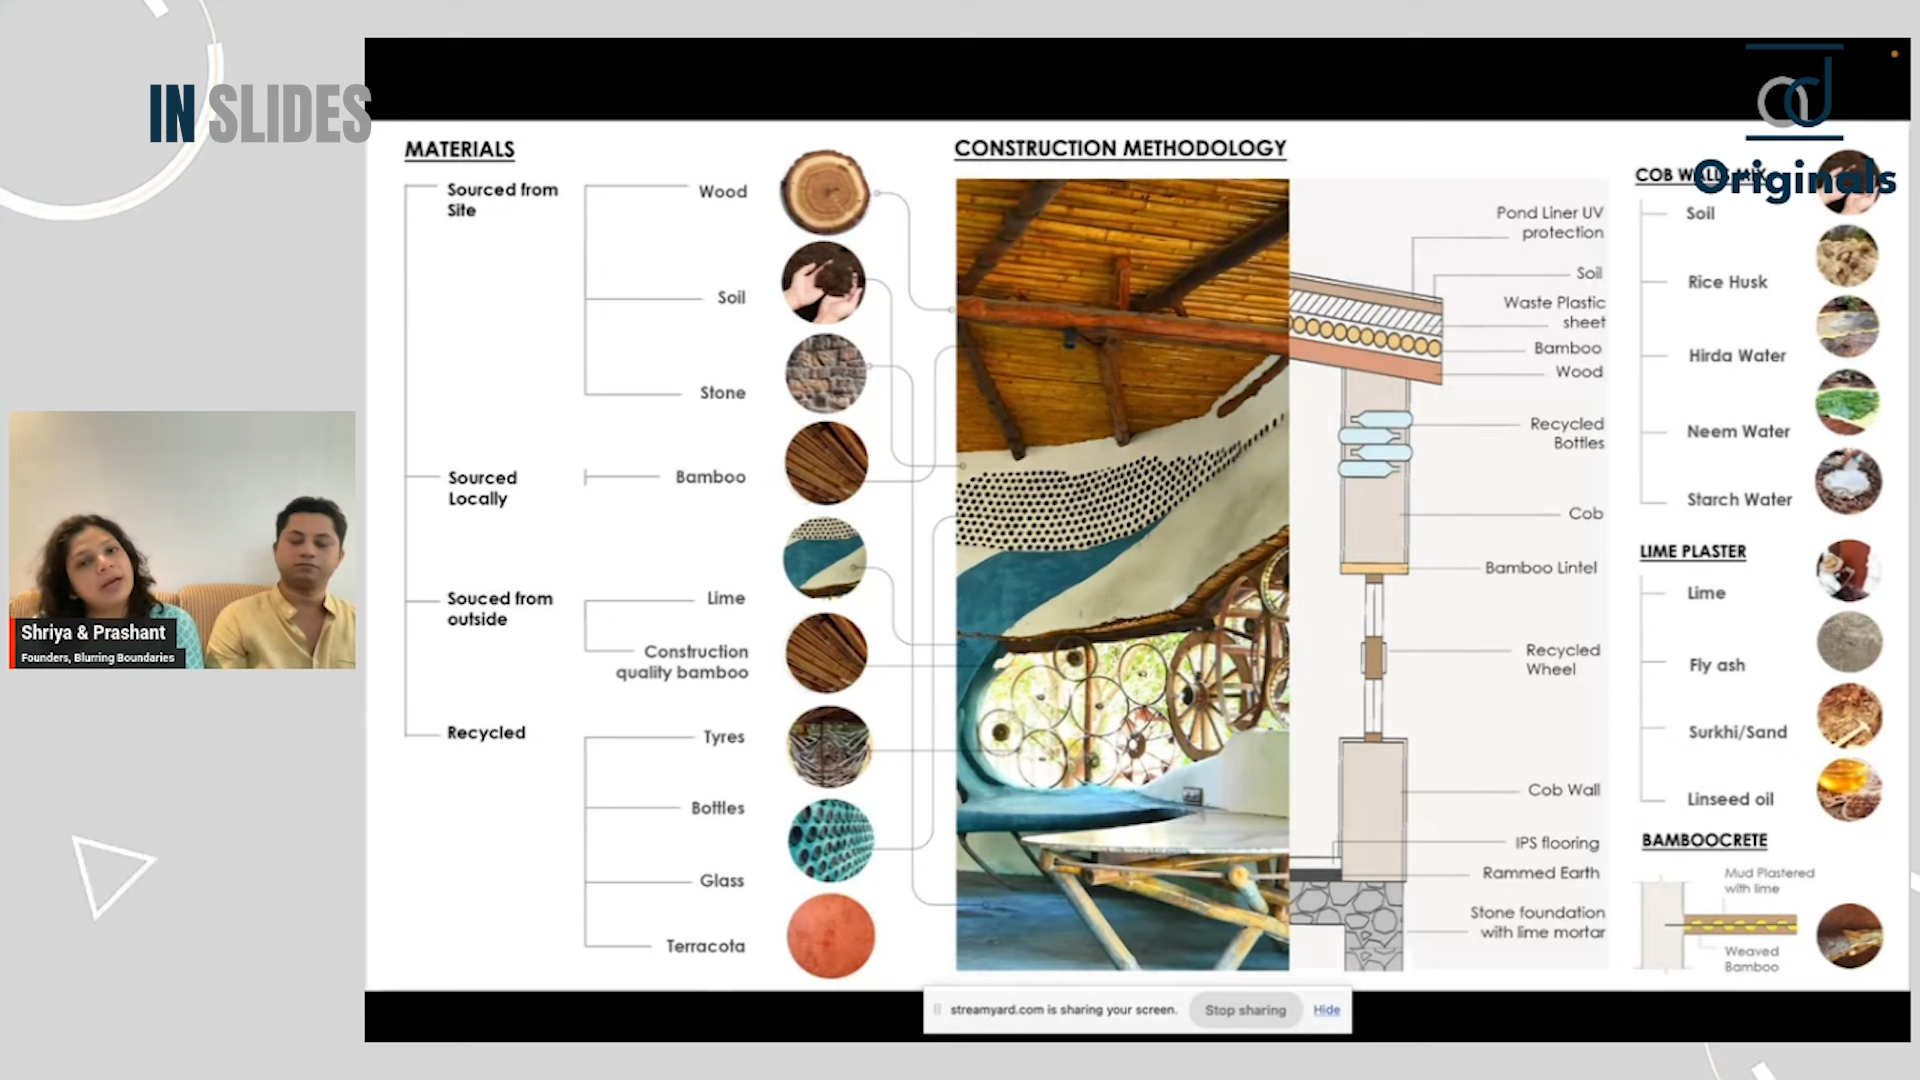 IN SLIDES
ad
Originals
MATERIALS
Sourced from
Site
Wood
Soil
Stone
Sourced
Locally
Bamboo
Souced from
outside
Lime
Construction
quality bamboo
Recycled
Tyres
Bottles
Glass
Terracota
CONSTRUCTION METHODOLOGY
Pond Liner UV
protection
Soil
Waste Plastic
sheet
Bamboo
Wood
Recycled
Bottles
Cob
Bamboo Lintel
Recycled
Wheel
Cob Wall
IPS flooring
Rammed Earth
Stone foundation
with lime mortar
COB WALLS MIX
Soil
Rice Husk
Hirda Water
Neem Water
Starch Water
LIME PLASTER
Lime
Fly ash
Surkhi/Sand
Linseed oil
BAMBOOCRETE
Mud Plastered
with lime
Weaved
Bamboo
Shriya & Prashant
Founders, Blurring Boundaries
streamyard.com is sharing your screen.
Stop sharing
Hide